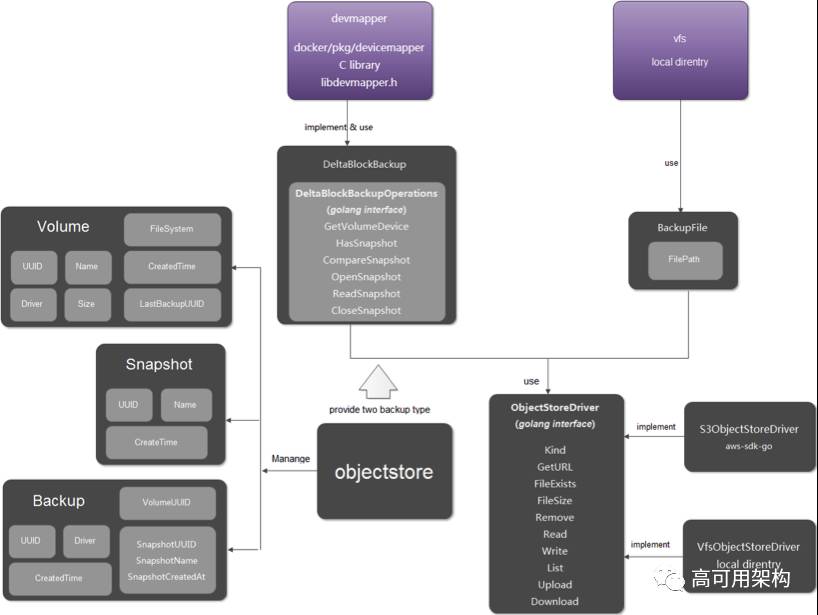 devmapper
docker/pkg/devicemapper
C library
libdevmapper.h
vfs
local direntry
implement & use
use
DeltaBlockBackup
DeltaBlockBackupOperations
(golang interface)
GetVolumeDevice
HasSnapshot
CompareSnapshot
OpenSnapshot
ReadSnapshot
CloseSnapshot
BackupFile
FilePath
Volume
FileSystem
UUID
Name
CreatedTime
Driver
Size
LastBackupUUID
Snapshot
UUID
Name
CreateTime
Backup
VolumeUUID
UUID
Driver
SnapshotUUID
SnapshotName
SnapshotCreatedAt
CreatedTime
provide two backup type
Manange
objectstore
use
ObjectStoreDriver
(golang interface)
Kind
GetURL
FileExists
FileSize
Remove
Read
Write
List
Upload
Download
implement
S3ObjectStoreDriver
aws-sdk-go
implement
VfsObjectStoreDriver
local direntry
高可用架构